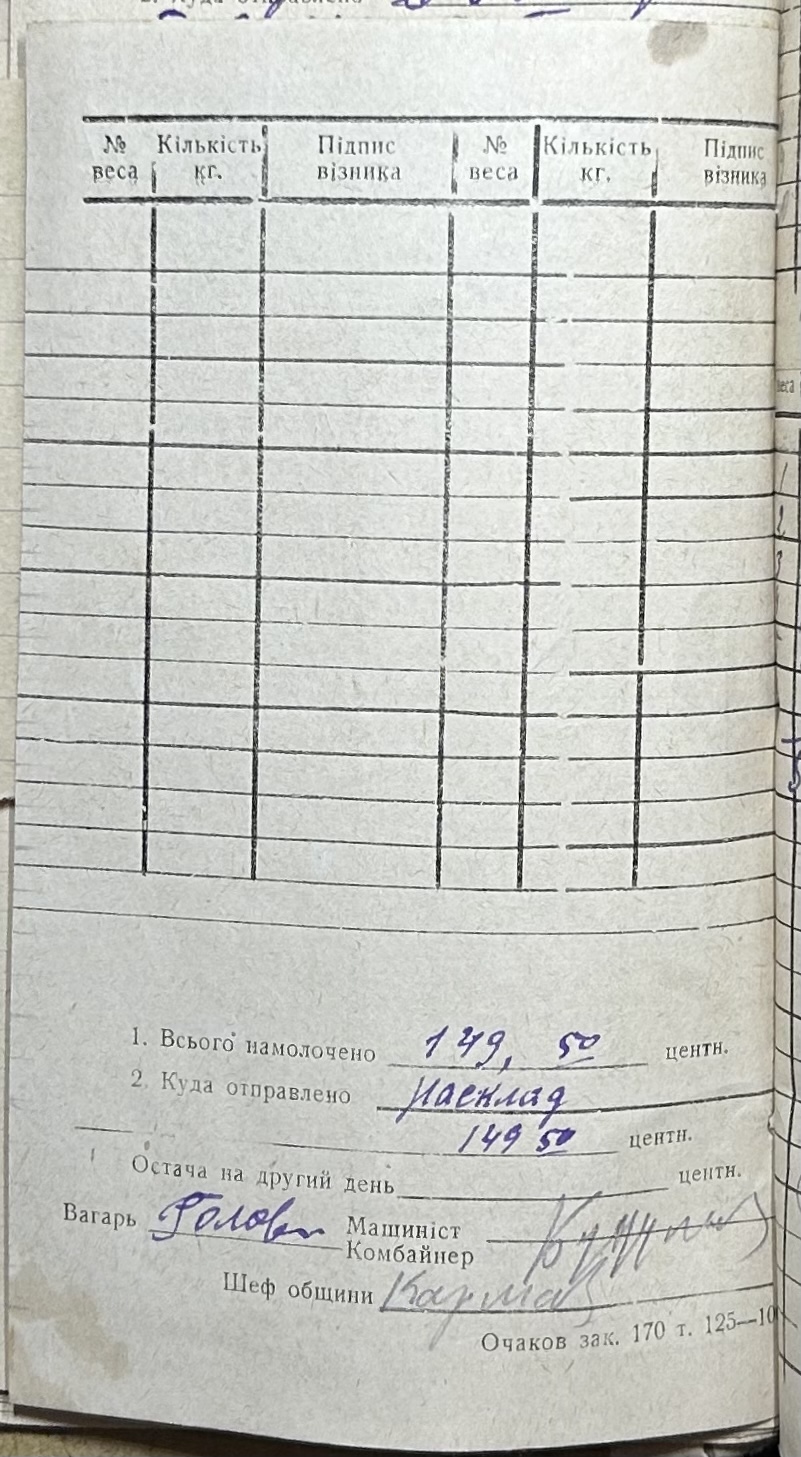 № веса Кількість кг. Підпис візника № веса Кількість кг. Підпис візника
1. Всього намолочено 149, 50 центн.
2. Куда отправлено Насклад
149 50 центн.
Остача на другий день центн.
Вагарь Голов Машиніст
Комбайнер
Шеф общини
Очаков зак. 170 т. 125—10